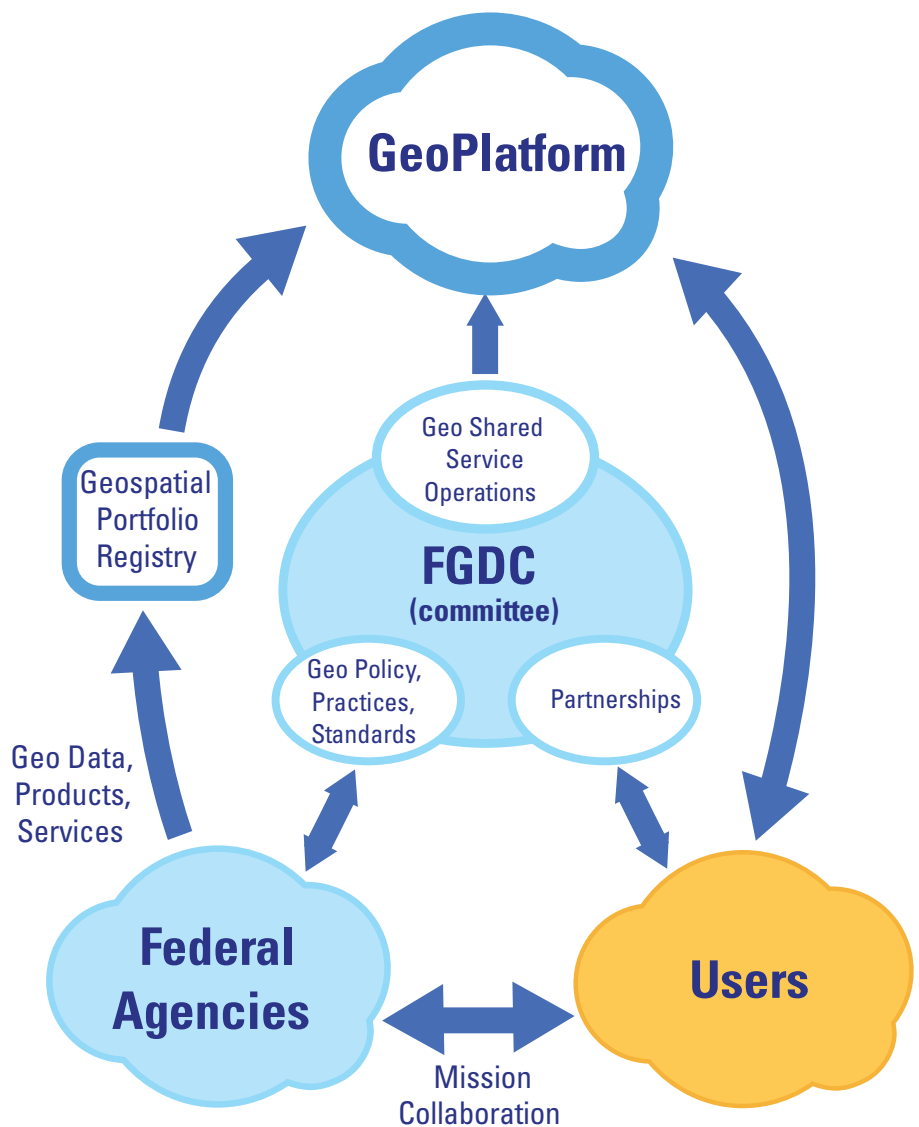 GeoPlatform
Geo Shared
Service
Operations
Geospatial
Portfolio
Registry
FGDC
(committee)
Geo Policy,
Practices,
Standards
Partnerships
Geo Data,
Products,
Services
Federal
Agencies
Users
Mission
Collaboration